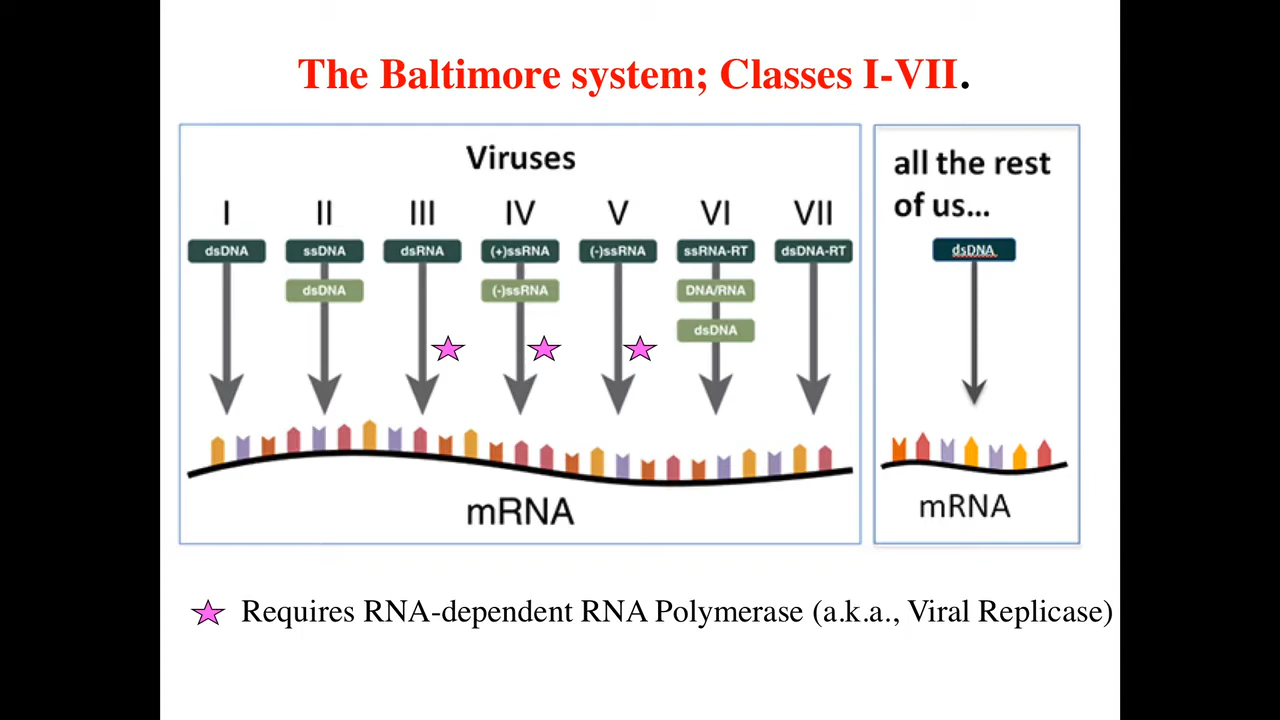 The Baltimore system; Classes I-VII.
Viruses
I II III IV V VI VII
dsDNA ssDNA dsRNA (+)ssRNA (-)ssRNA ssRNA-RT dsDNA-RT
dsDNA (-)ssRNA DNA/RNA
dsDNA
mRNA
all the rest
of us...
dsDNA
mRNA
Requires RNA-dependent RNA Polymerase (a.k.a., Viral Replicase)